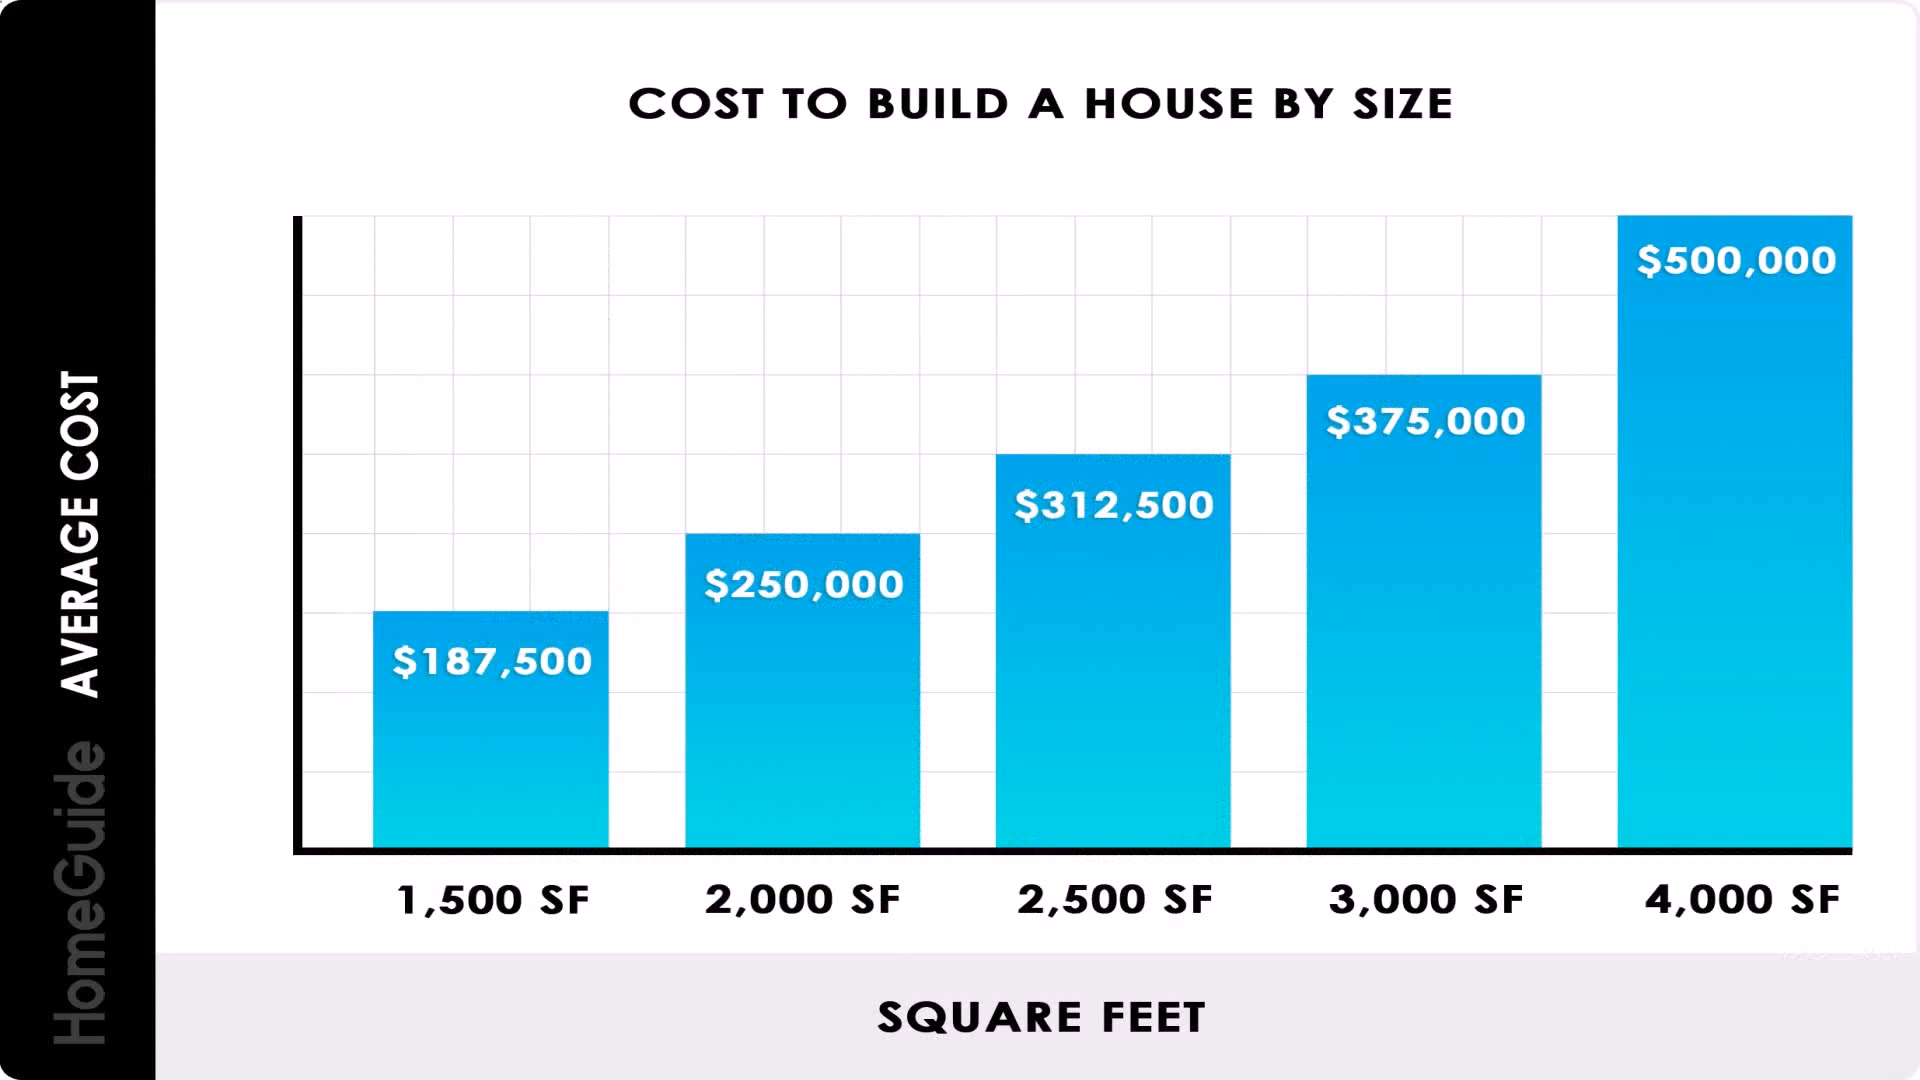 COST TO BUILD A HOUSE BY SIZE
AVERAGE COST
HomeGuide
$187,500
$250,000
$312,500
$375,000
$500,000
1,500 SF
2,000 SF
2,500 SF
3,000 SF
4,000 SF
SQUARE FEET